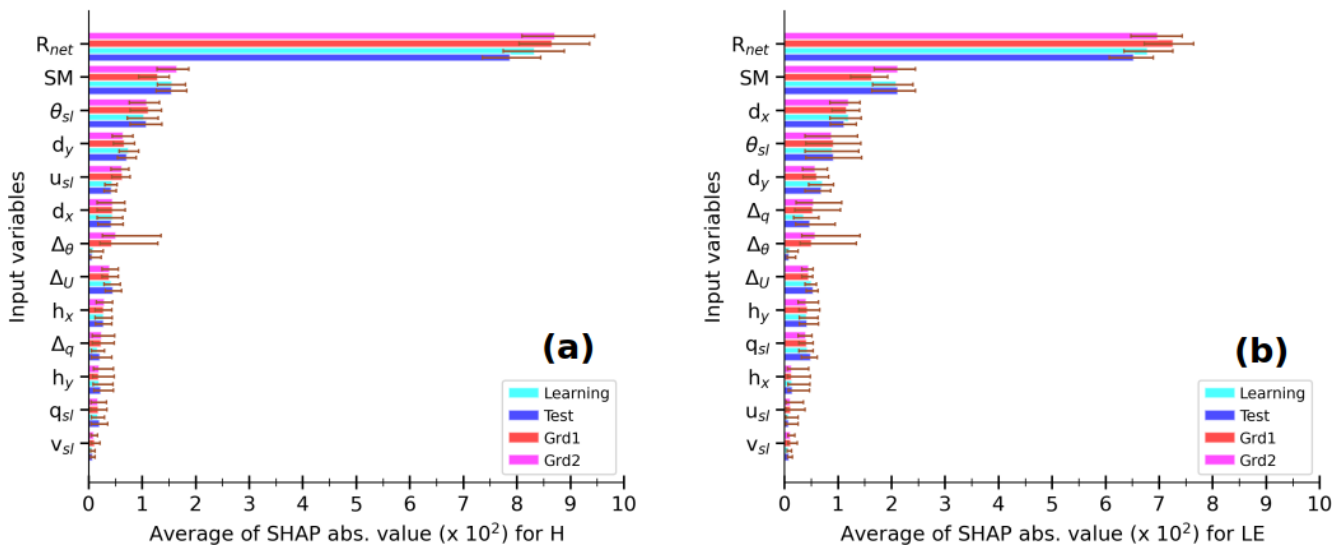 Input variables
R_net
SM
θ_sl
d_y
u_sl
d_x
Δ_θ
Δ_U
h_x
Δ_q
h_y
q_sl
v_sl
(a)
Learning
Test
Grd1
Grd2
0 1 2 3 4 5 6 7 8 9 10
Average of SHAP abs. value (x 10²) for H
Input variables
R_net
SM
d_x
θ_sl
d_y
Δ_q
Δ_θ
Δ_U
h_y
q_sl
h_x
u_sl
v_sl
(b)
Learning
Test
Grd1
Grd2
0 1 2 3 4 5 6 7 8 9 10
Average of SHAP abs. value (x 10²) for LE